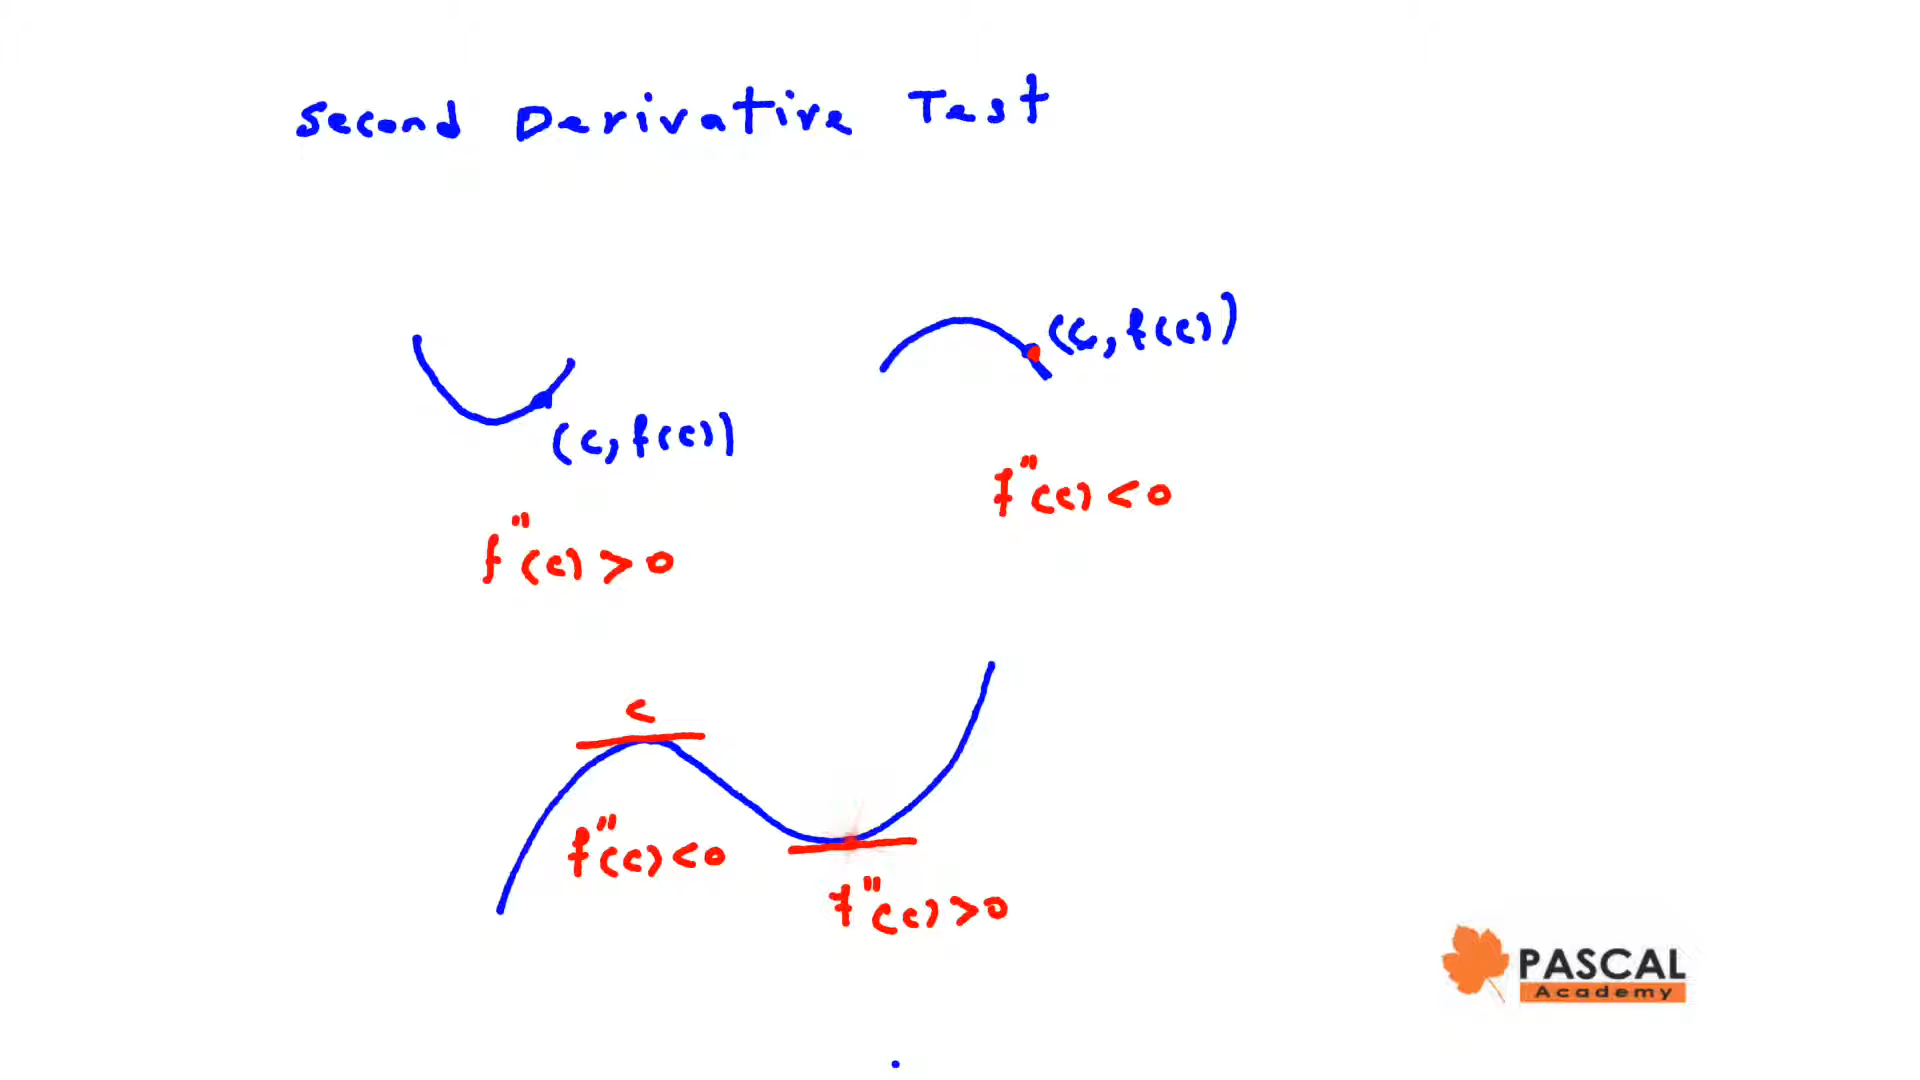 Second Derivative Test
(c, f(c))
(c, f(c))
f"(c) < 0
f"(c) > 0
c
f"(c) < 0
f"(c) > 0
PASCAL
Academy